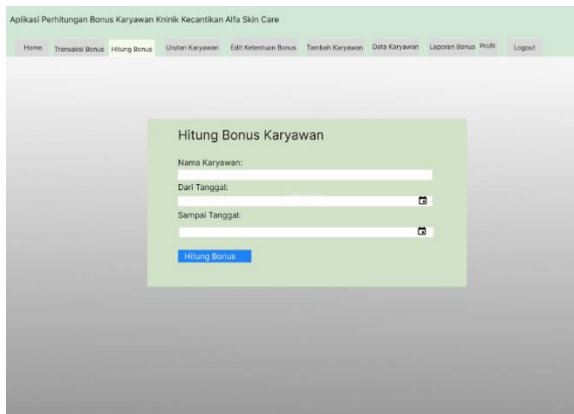 Aplikasi Perhitungan Bonus Karyawan Kninik Kecantikan Alfa Skin Care
Home Transaksi Bonus Hitung Bonus Urutan Karyawan Edit Ketentuan Bonus Tambah Karyawan Data Karyawan Laporan Bonus Profil Logout
Hitung Bonus Karyawan
Nama Karyawan:
Dari Tanggal:
Sampai Tanggal:
Hitung Bonus